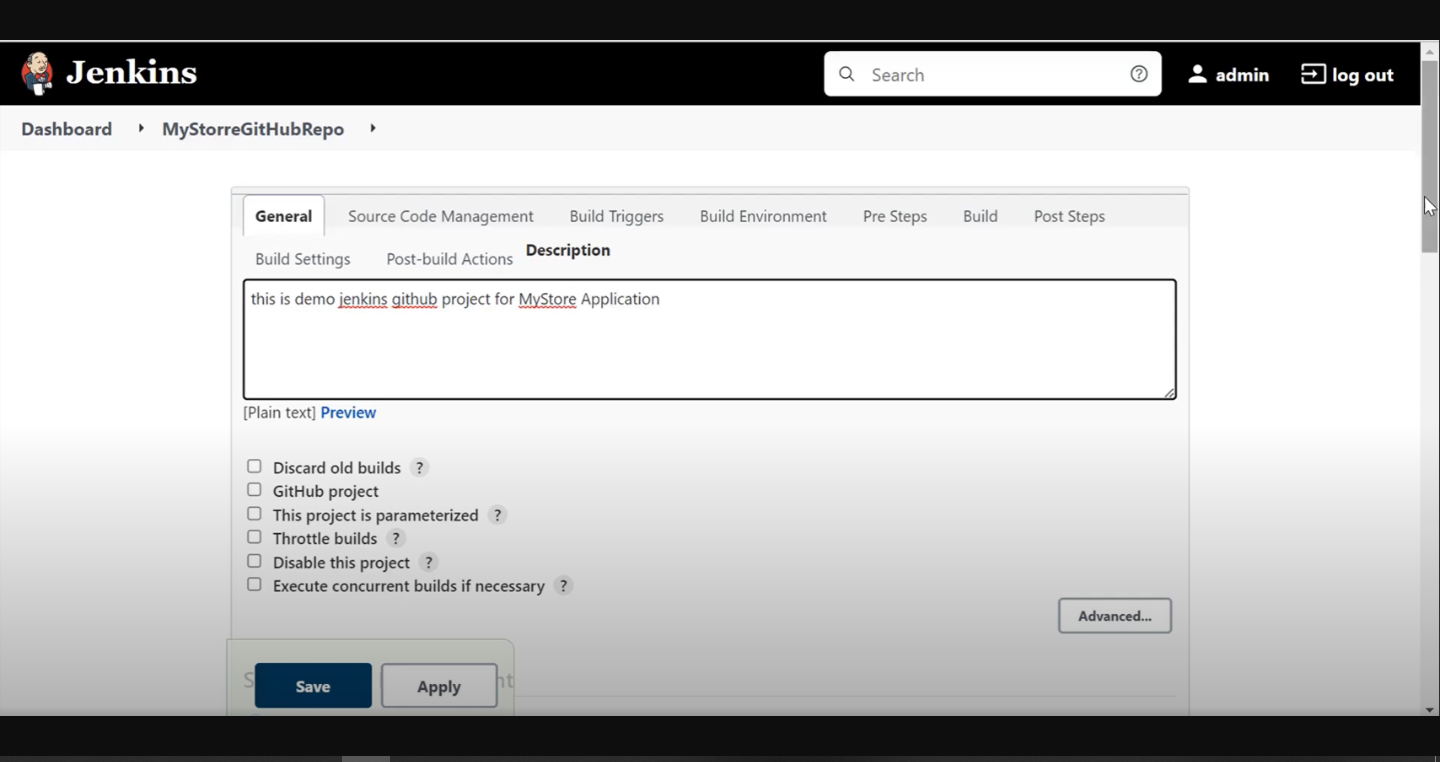 Jenkins
Search
admin
log out
Dashboard
MyStorreGitHubRepo
General Source Code Management Build Triggers Build Environment Pre Steps Build Post Steps
Build Settings Post-build Actions Description
this is demo jenkins github project for MyStore Application
[Plain text] Preview
Discard old builds ?
GitHub project
This project is parameterized ?
Throttle builds ?
Disable this project ?
Execute concurrent builds if necessary ?
Advanced...
Save Apply